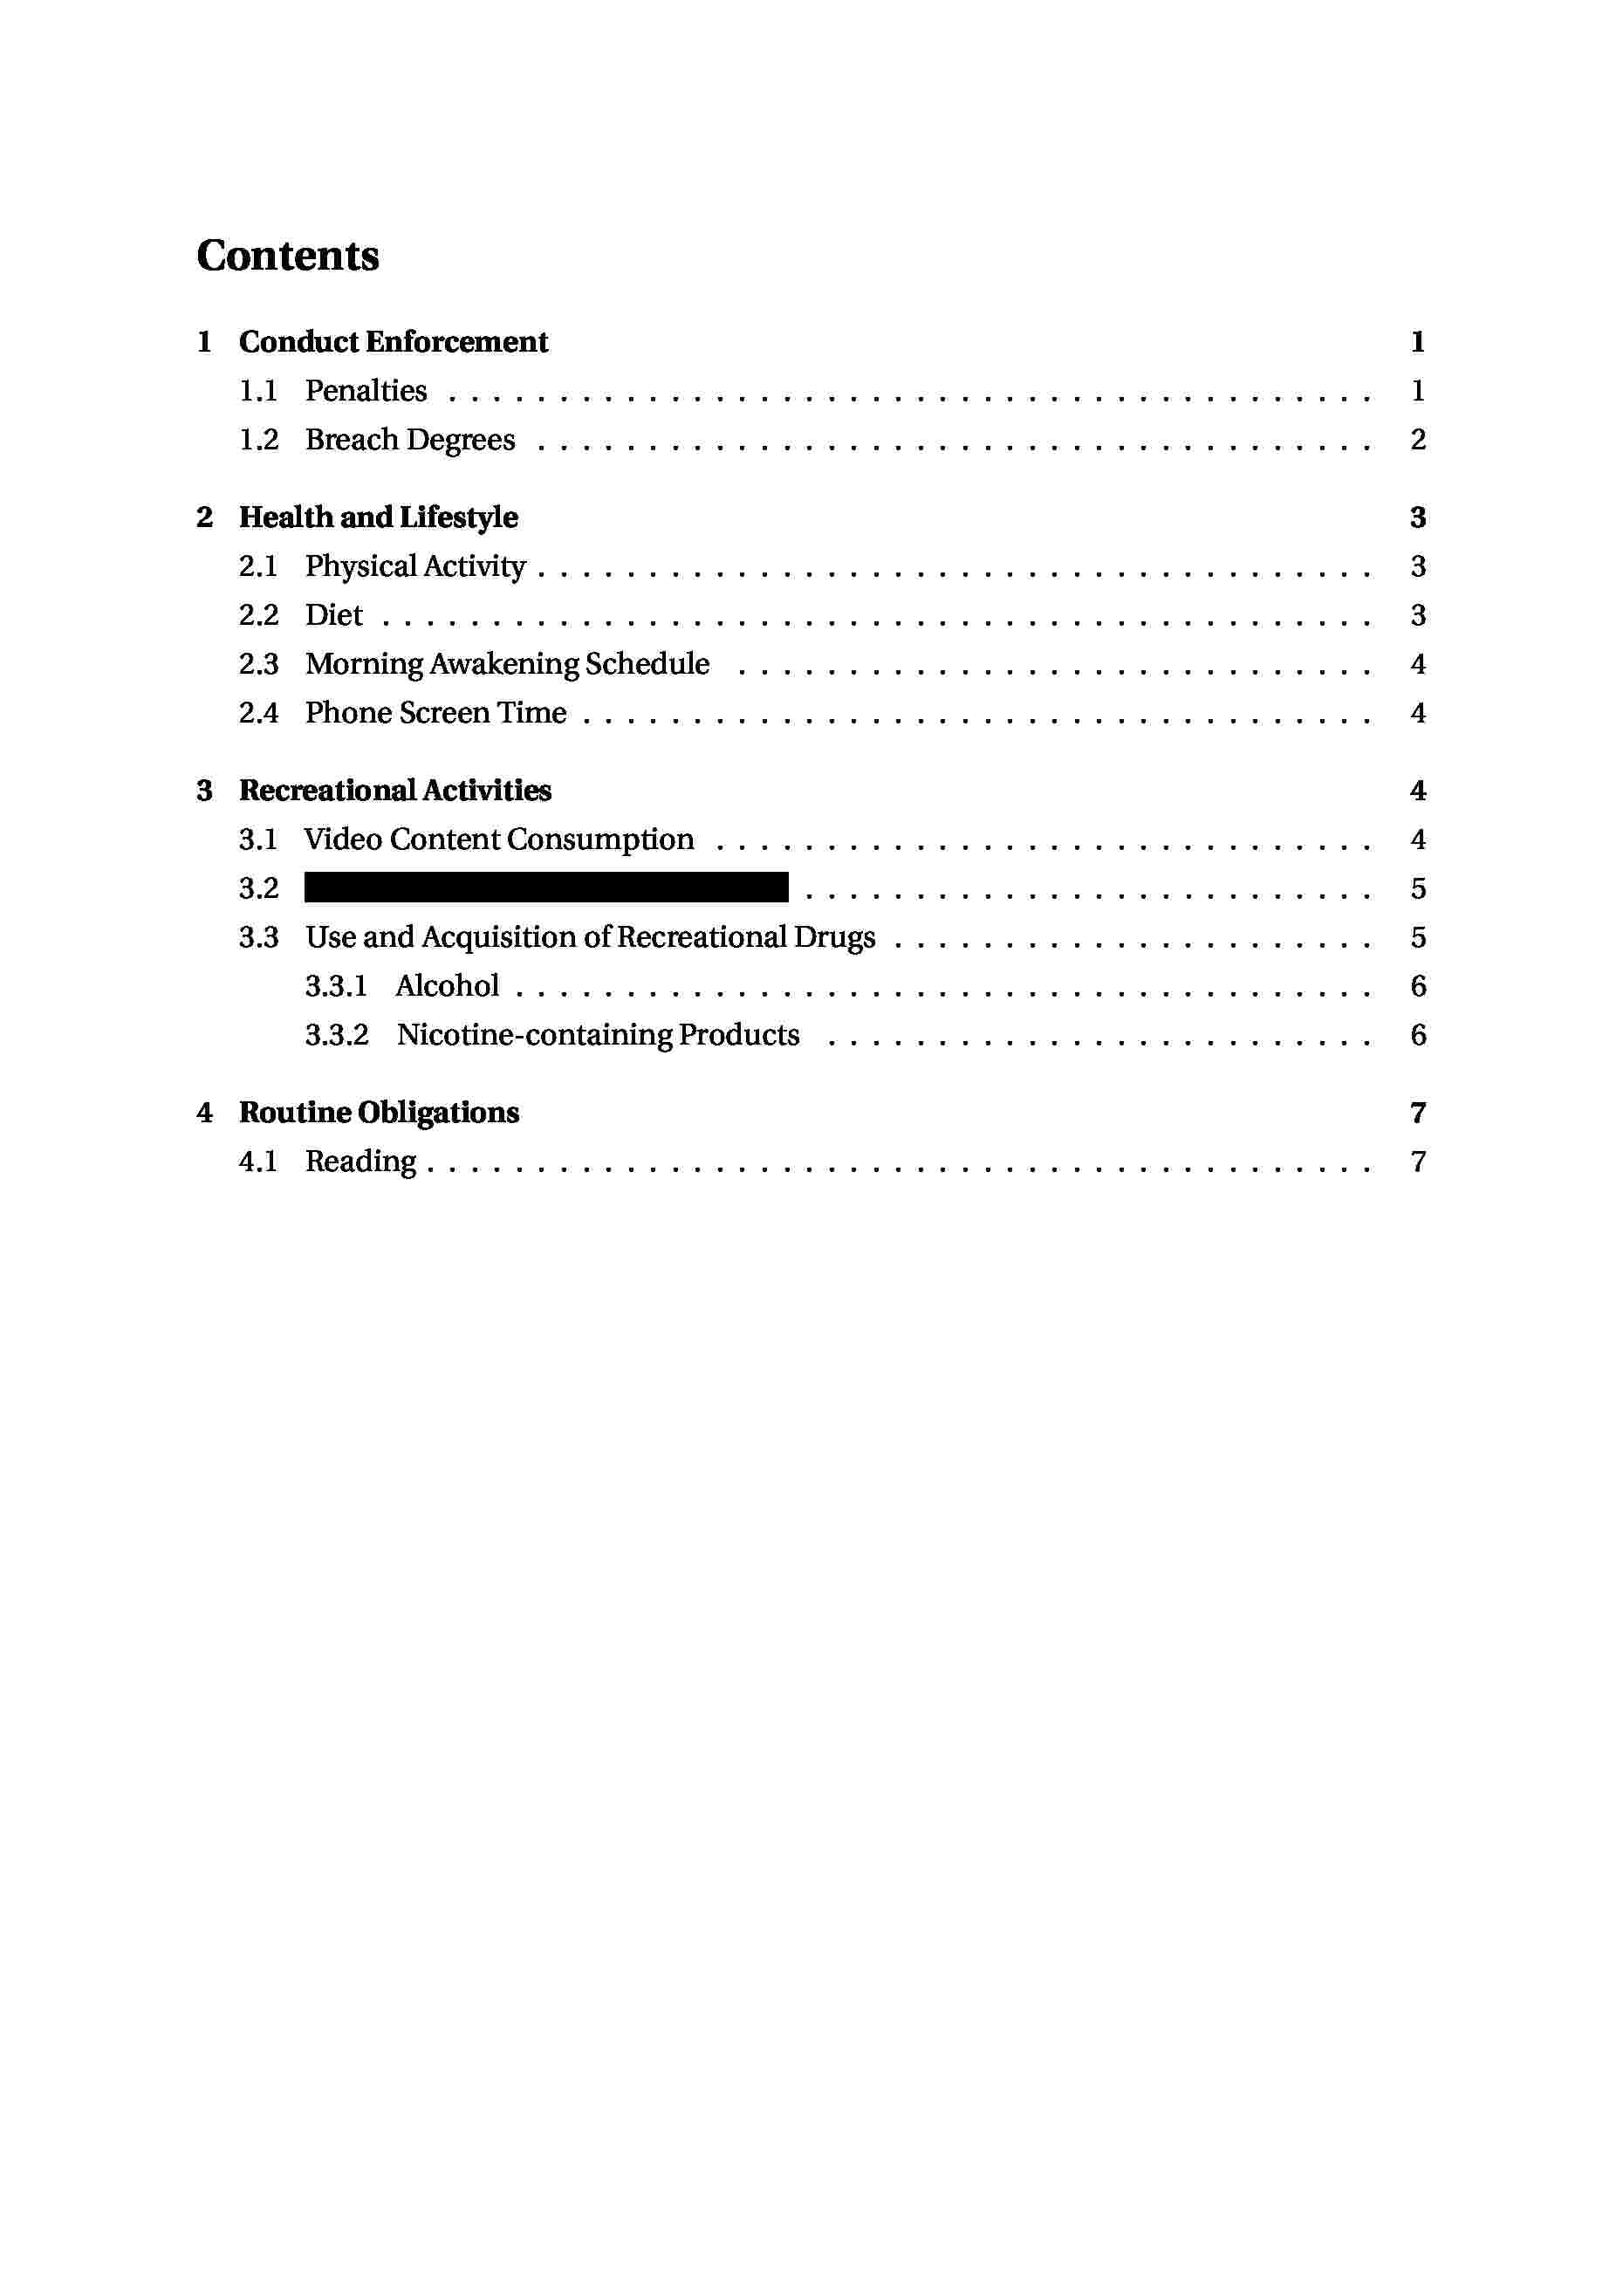 Contents
1 Conduct Enforcement 1
1.1 Penalties . . . . . . . . . . . . . . . . . . . . . . . . . . . . . . . . . . . . . . . . . . 1
1.2 Breach Degrees . . . . . . . . . . . . . . . . . . . . . . . . . . . . . . . . . . . . . . 2
2 Health and Lifestyle 3
2.1 Physical Activity . . . . . . . . . . . . . . . . . . . . . . . . . . . . . . . . . . . . . . 3
2.2 Diet . . . . . . . . . . . . . . . . . . . . . . . . . . . . . . . . . . . . . . . . . . . . . 3
2.3 Morning Awakening Schedule . . . . . . . . . . . . . . . . . . . . . . . . . . . . . 4
2.4 Phone Screen Time . . . . . . . . . . . . . . . . . . . . . . . . . . . . . . . . . . . . 4
3 Recreational Activities 4
3.1 Video Content Consumption . . . . . . . . . . . . . . . . . . . . . . . . . . . . . . 4
3.2 . . . . . . . . . . . . . . . . . . . . . . . . . . 5
3.3 Use and Acquisition of Recreational Drugs . . . . . . . . . . . . . . . . . . . . . . 5
3.3.1 Alcohol . . . . . . . . . . . . . . . . . . . . . . . . . . . . . . . . . . . . . . . 6
3.3.2 Nicotine-containing Products . . . . . . . . . . . . . . . . . . . . . . . . . 6
4 Routine Obligations 7
4.1 Reading . . . . . . . . . . . . . . . . . . . . . . . . . . . . . . . . . . . . . . . . . . . 7